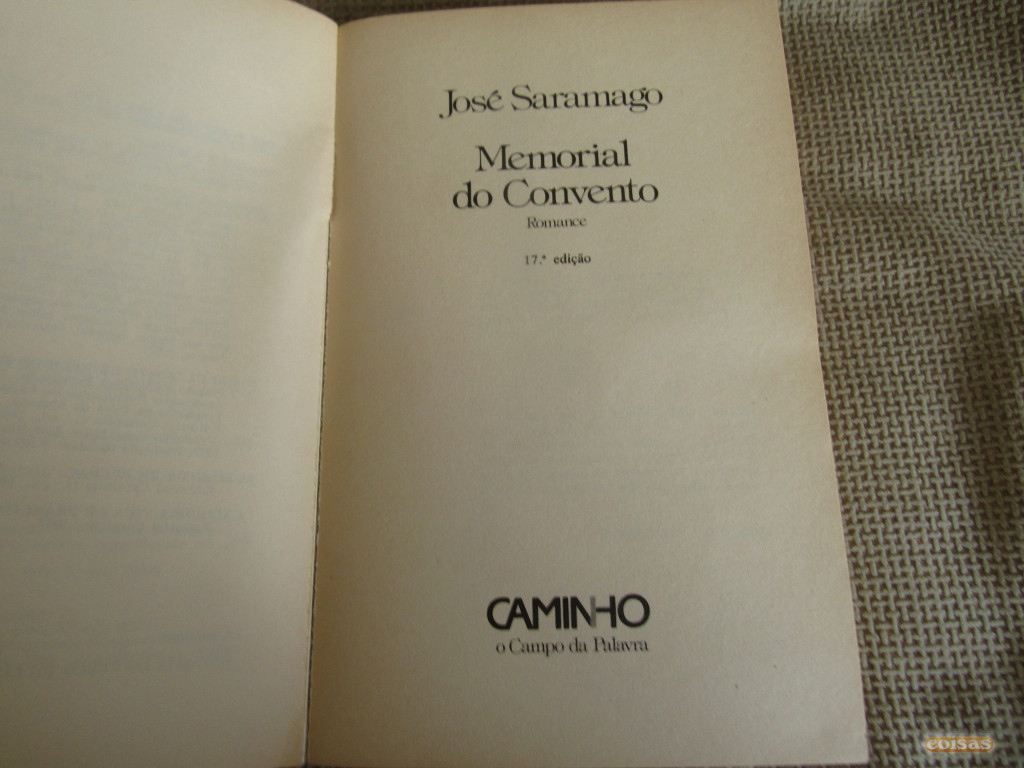 José Saramago
Memorial
do Convento
Romance
17.ª edição
CAMINHO
o Campo da Palavra
coisas